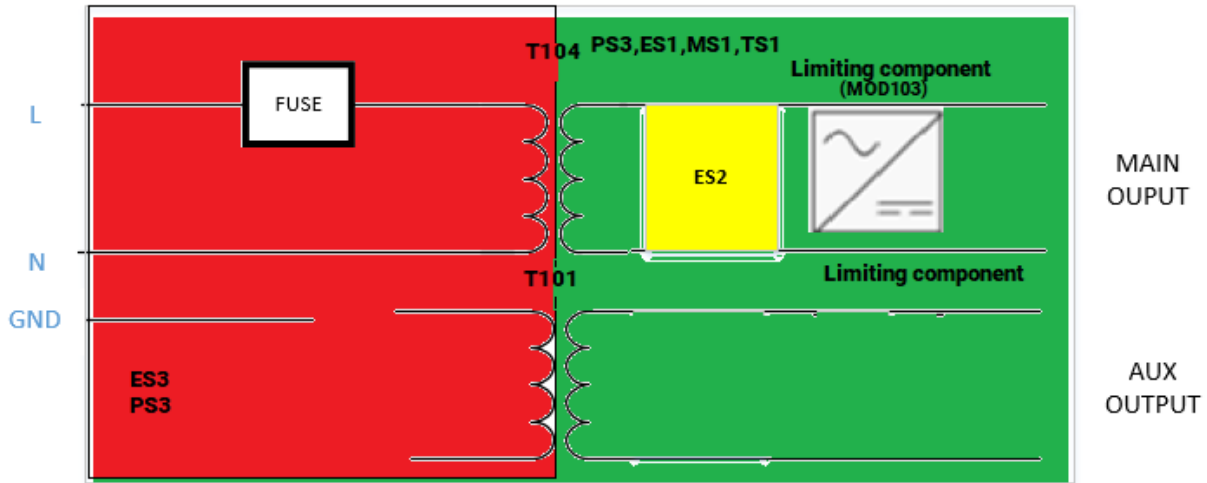 T104
PS3,ES1,MS1,TS1
Limiting component
(MOD103)
L
FUSE
ES2
MAIN
OUPUT
N
T101
Limiting component
GND
ES3
PS3
AUX
OUTPUT